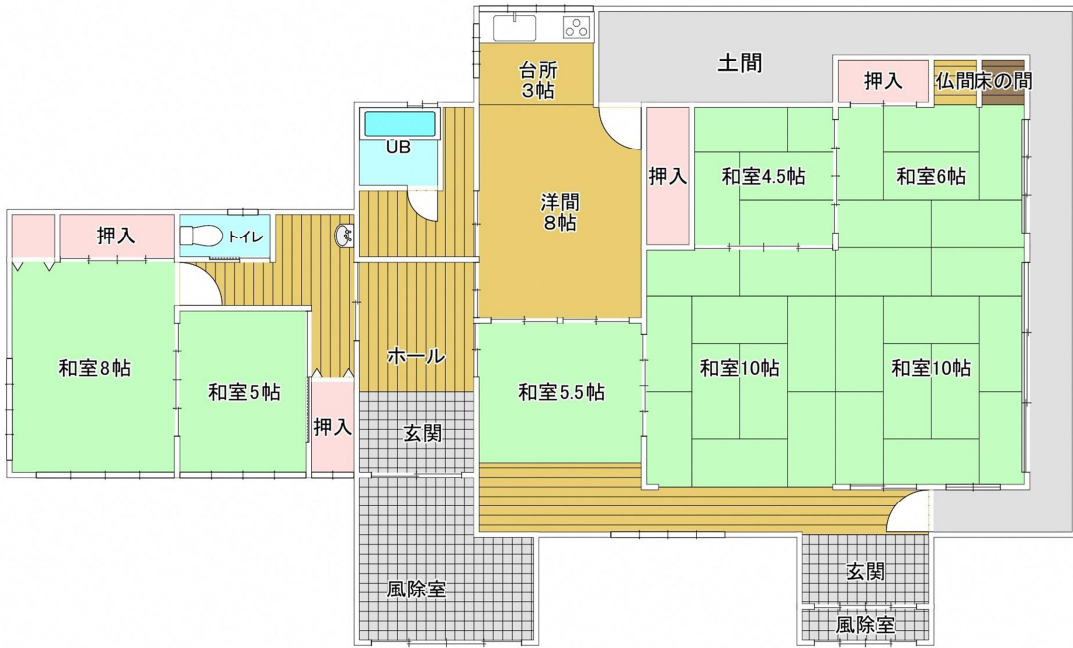 台所
3帖
土間
押入
仏間
床の間
UB
洋間
8帖
押入
和室4.5帖
和室6帖
押入
トイレ
和室8帖
和室5帖
押入
ホール
玄関
和室5.5帖
和室10帖
和室10帖
風除室
玄関
風除室